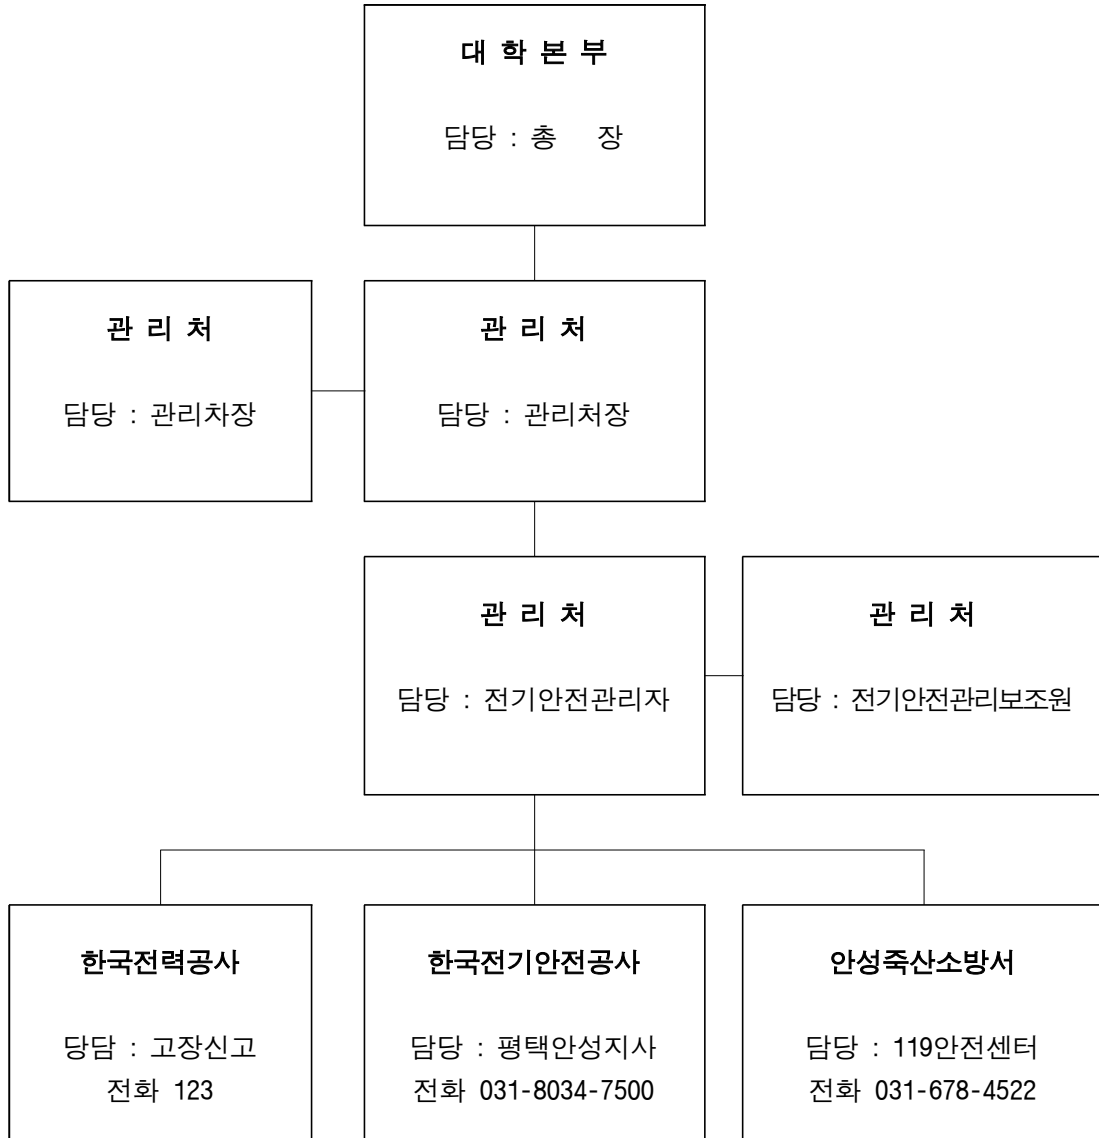 대 학 본 부
담당 : 총 장
관 리 처
담당 : 관리차장
관 리 처
담당 : 관리처장
관 리 처
담당 : 전기안전관리자
관 리 처
담당 : 전기안전관리보조원
한국전력공사
당담 : 고장신고
전화 123
한국전기안전공사
담당 : 평택안성지사
전화 031-8034-7500
안성죽산소방서
담당 : 119안전센터
전화 031-678-4522